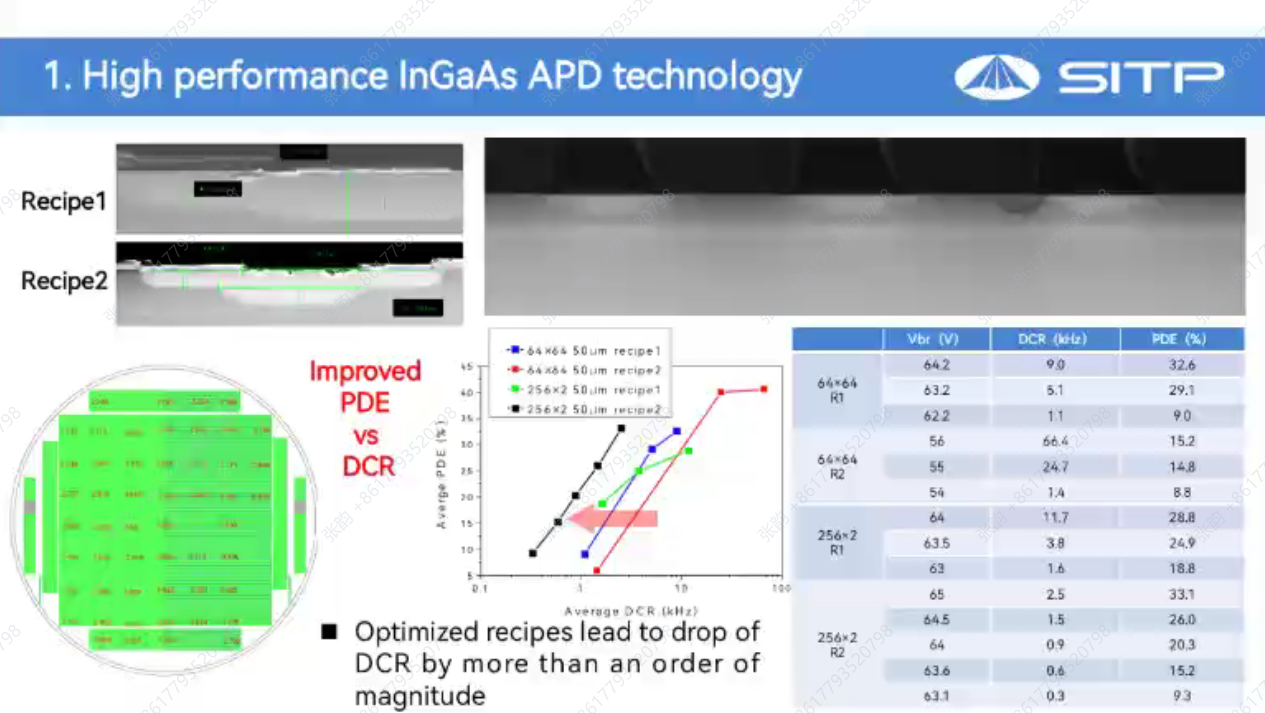 1. High performance InGaAs APD technology
SITP
Recipe1
Recipe2
Improved
PDE
vs
DCR
64×64 50μm recipe1
64×64 50μm recipe2
256×2 50μm recipe1
256×2 50μm recipe2
Averge PDE (%)
45
40
35
30
25
20
15
10
5
0.1
1
10
100
Average DCR (kHz)
■ Optimized recipes lead to drop of
DCR by more than an order of
magnitude
Vbr (V) DCR (kHz) PDE (%)
64×64
R1
64.2 9.0 32.6
63.2 5.1 29.1
62.2 1.1 9.0
64×64
R2
56 66.4 15.2
55 24.7 14.8
54 1.4 8.8
256×2
R1
64 11.7 28.8
63.5 3.8 24.9
63 1.6 18.8
256×2
R2
65 2.5 33.1
64.5 1.5 26.0
64 0.9 20.3
63.6 0.6 15.2
63.1 0.3 9.3